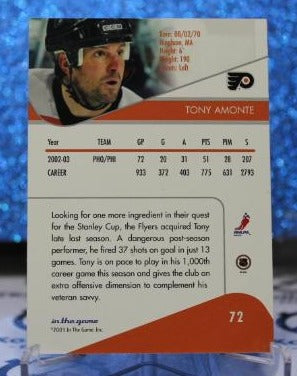 Born: 08/02/70
Hingham, MA
Height: 6'
Weight: 190
Shoots: Left
TONY AMONTE
Year TEAM GP G A PTS PIM S
2002-03 PHO/PHI 72 20 31 51 28 207
CAREER 933 372 403 775 631 2793
Looking for one more ingredient in their quest
for the Stanley Cup, the Flyers acquired Tony
late last season. A dangerous post-season
performer, he fired 37 shots on goal in just 13
games. Tony is on pace to play in his 1,000th
career game this season and gives the club an
extra offensive dimension to complement his
veteran savvy.
in the game
72
©2003 In The Game Inc.